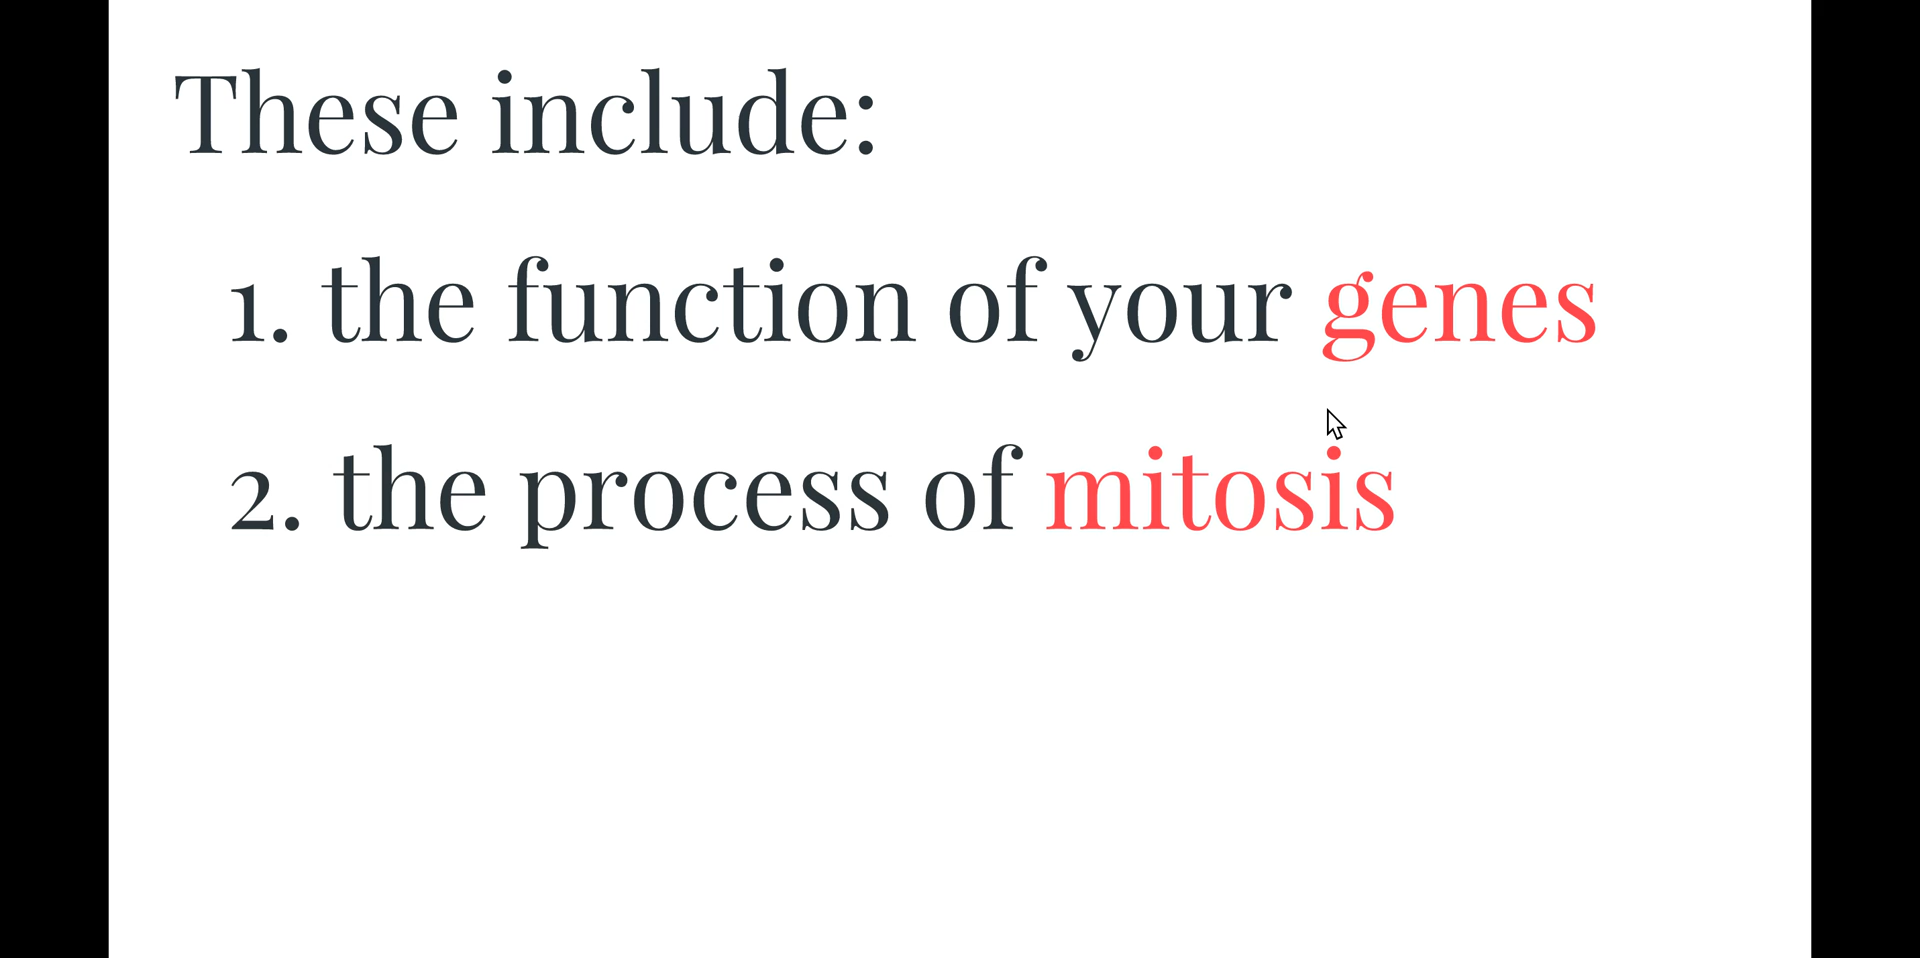 These include:
1. the function of your genes
2. the process of mitosis